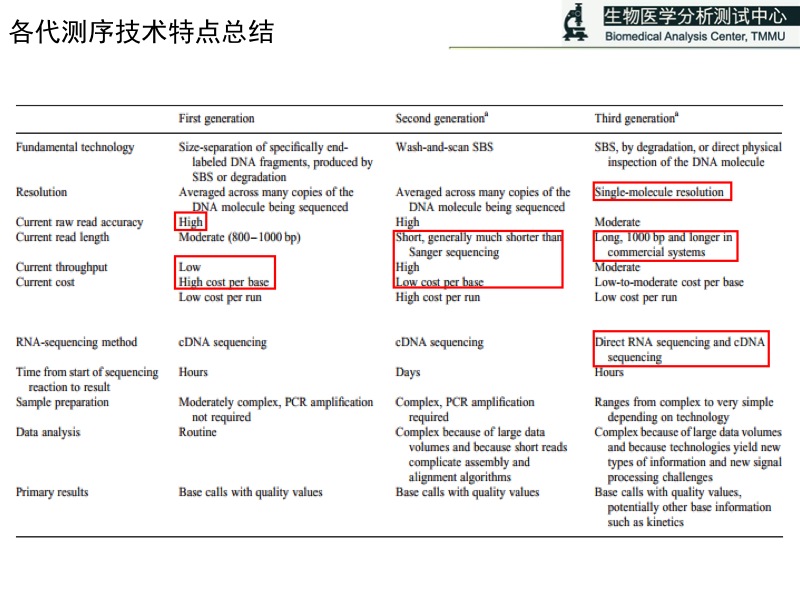 各代测序技术特点总结
生物医学分析测试中心
Biomedical Analysis Center, TMMU
First generation Second generationᵃ Third generationᵃ
Fundamental technology Size-separation of specifically end- Wash-and-scan SBS SBS, by degradation, or direct physical
labeled DNA fragments, produced by inspection of the DNA molecule
SBS or degradation
Resolution Averaged across many copies of the Averaged across many copies of the Single-molecule resolution
DNA molecule being sequenced DNA molecule being sequenced
Current raw read accuracy High High Moderate
Current read length Moderate (800–1000 bp) Short, generally much shorter than Long, 1000 bp and longer in
Sanger sequencing commercial systems
Current throughput Low High Moderate
Current cost High cost per base Low cost per base Low-to-moderate cost per base
Low cost per run High cost per run Low cost per run
RNA-sequencing method cDNA sequencing cDNA sequencing Direct RNA sequencing and cDNA
sequencing
Time from start of sequencing Hours Days Hours
reaction to result
Sample preparation Moderately complex, PCR amplification Complex, PCR amplification Ranges from complex to very simple
not required required depending on technology
Data analysis Routine Complex because of large data Complex because of large data volumes
volumes and because short reads and because technologies yield new
complicate assembly and types of information and new signal
alignment algorithms processing challenges
Primary results Base calls with quality values Base calls with quality values Base calls with quality values,
potentially other base information
such as kinetics